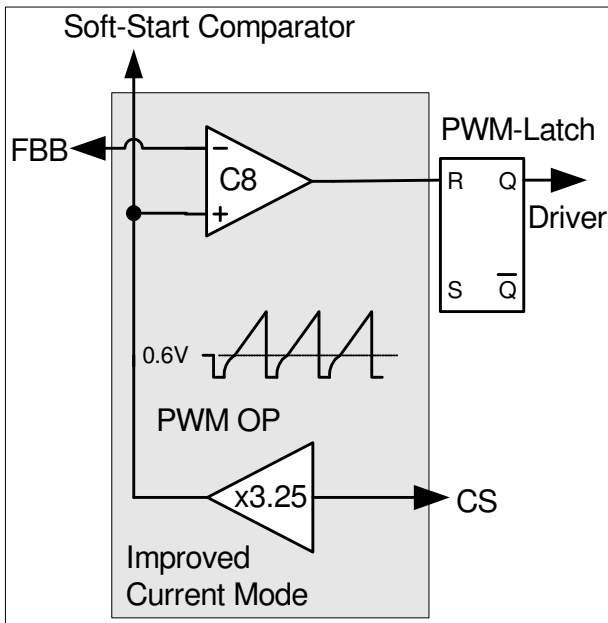 Soft-Start Comparator
FBB
−
C8
+
PWM-Latch
R Q
S Q̅
Driver
0.6V
PWM OP
x3.25
CS
Improved
Current Mode